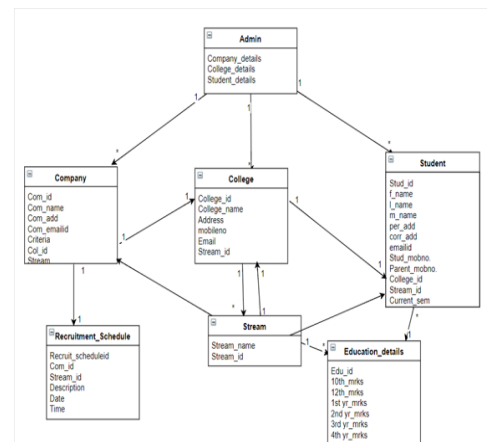 Admin
Company_details
College_details
Student_details
1
1
1
*
*
*
Company
Com_id
Com_name
Com_add
Com_emailid
Criteria
Col_id
Stream
College
College_id
College_name
Address
mobileno
Email
Stream_id
Student
Stud_id
f_name
l_name
m_name
per_add
corr_add
emailid
Stud_mobno.
Parent_mobno.
College_id
Stream_id
Current_sem
1
1
1
1
1
1
1
*
1
1
*
Recruitment_Schedule
Recruit_scheduleid
Com_id
Stream_id
Description
Date
Time
Stream
Stream_name
Stream_id
1
*
Education_details
Edu_id
10th_mrks
12th_mrks
1st yr_mrks
2nd yr_mrks
3rd yr_mrks
4th yr_mrks